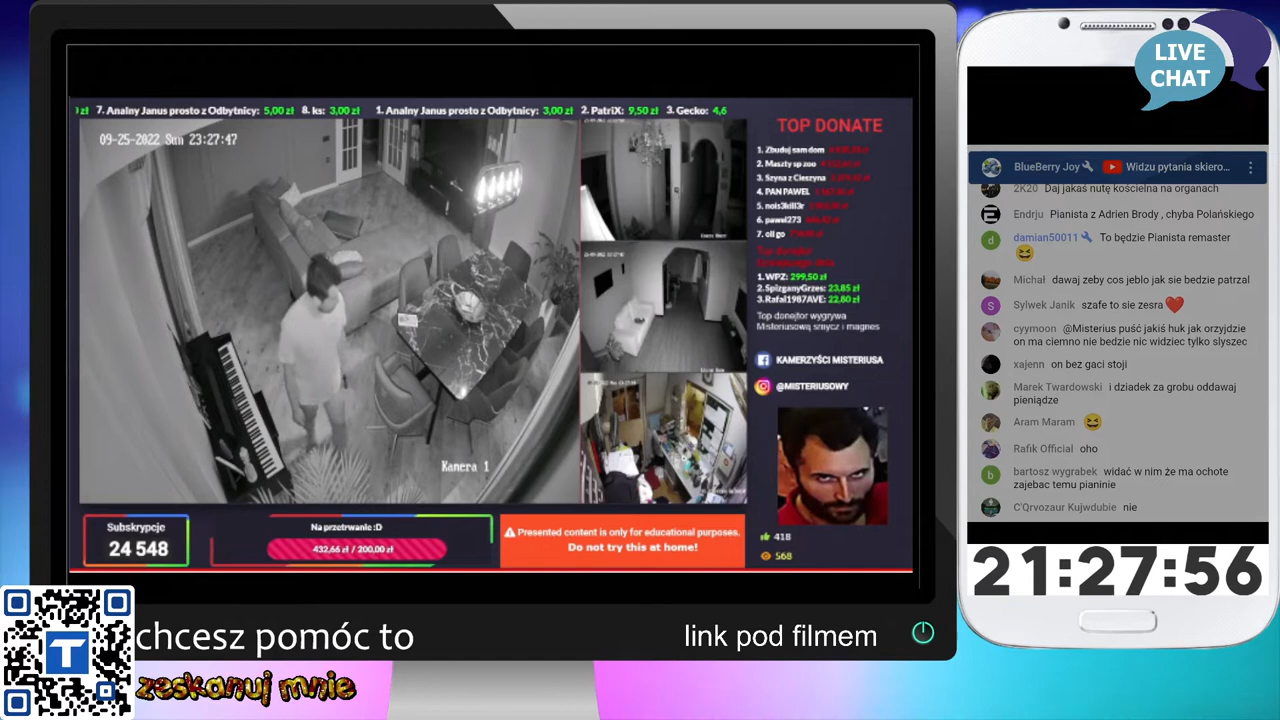 zł 7. Analny Janus prosto z Odbytnicy: 5,00 zł 8. ks: 3,00 zł 1. Analny Janus prosto z Odbytnicy: 3,00 zł 2. PatriX: 9,50 zł 3. Gecko: 4,6
09-25-2022 Sun 23:27:47
Kamera 1
TOP DONATE
1. Zbuduj sam dom
2. Maszty sp zoo
3. Szyna z Cieszyna
4. PAN PAWEL
5. nois3kill3r
6. pawel273
7. oli go
1. WPZ: 299,50 zł
2.SpizganyGrzes: 23,85 zł
3.Rafal1987AVE: 22,80 zł
Top donejtor wygrywa
Misteriusową smycz i magnes
KAMERZYŚCI MISTERIUSA
@MISTERIUSOWY
418
568
Subskrypcje
24 548
Na przetrwanie :D
432,66 zł / 200,00 zł
Presented content is only for educational purposes.
Do not try this at home!
chcesz pomóc to
link pod filmem
T
zeskanuj mnie
LIVE
CHAT
BlueBerry Joy Widzu pytania skiero...
2K20 Daj jakaś nutę kościelna na organach
Endrju Pianista z Adrien Brody , chyba Polańskiego
damian50011 To będzie Pianista remaster
Michał dawaj zeby cos jeblo jak sie bedzie patrzal
Sylwek Janik szafe to sie zesra
cyymoon @Misterius puść jakiś huk jak orzyjdzie
on ma ciemno nie bedzie nic widziec tylko slyszec
xajenn on bez gaci stoji
Marek Twardowski i dziadek za grobu oddawaj
pieniądze
Aram Maram
Rafik Official oho
bartosz wygrabek widać w nim że ma ochote
zajebac temu pianinie
C'Qrvozaur Kujwdubie nie
21:27:56